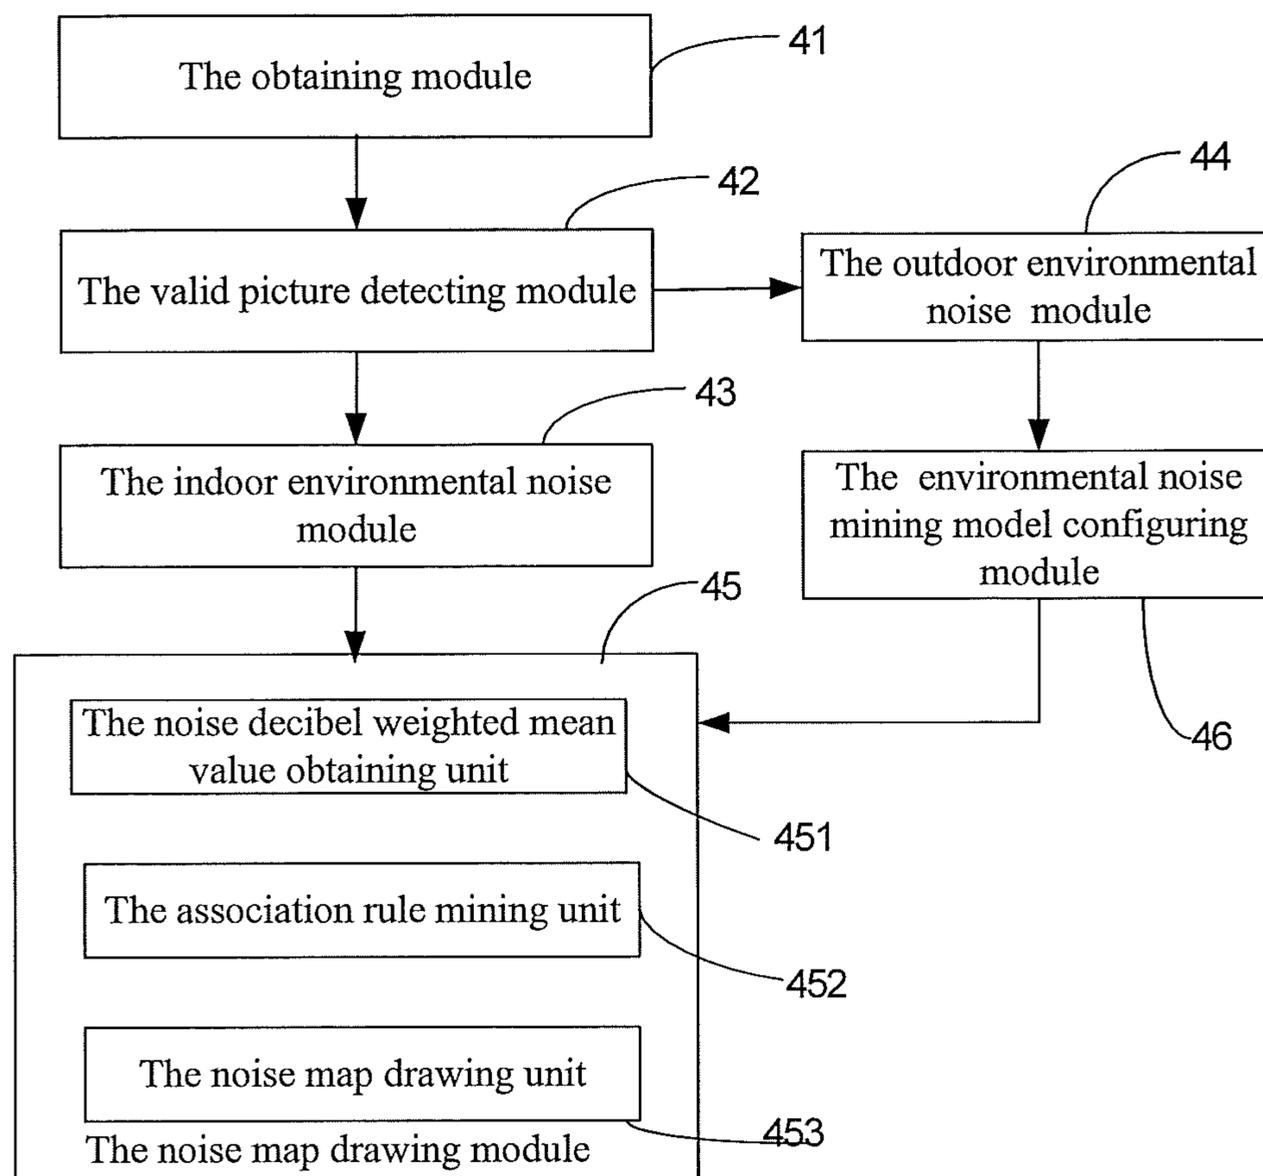 41
The obtaining module
42
The valid picture detecting module
44
The outdoor environmental
noise module
43
The indoor environmental noise
module
The environmental noise
mining model configuring
module
45
46
The noise decibel weighted mean
value obtaining unit
451
The association rule mining unit
452
The noise map drawing unit
453
The noise map drawing module